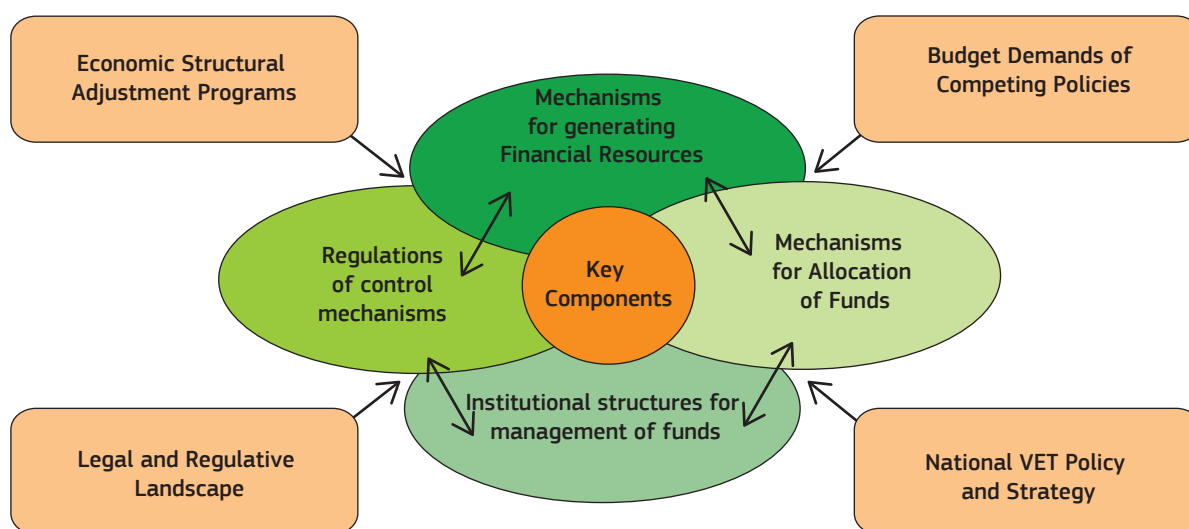 Economic Structural
Adjustment Programs
Budget Demands of
Competing Policies
Mechanisms
for generating
Financial Resources
Regulations
of control
mechanisms
Key
Components
Mechanisms
for Allocation
of Funds
Institutional structures for
management of funds
Legal and Regulative
Landscape
National VET Policy
and Strategy